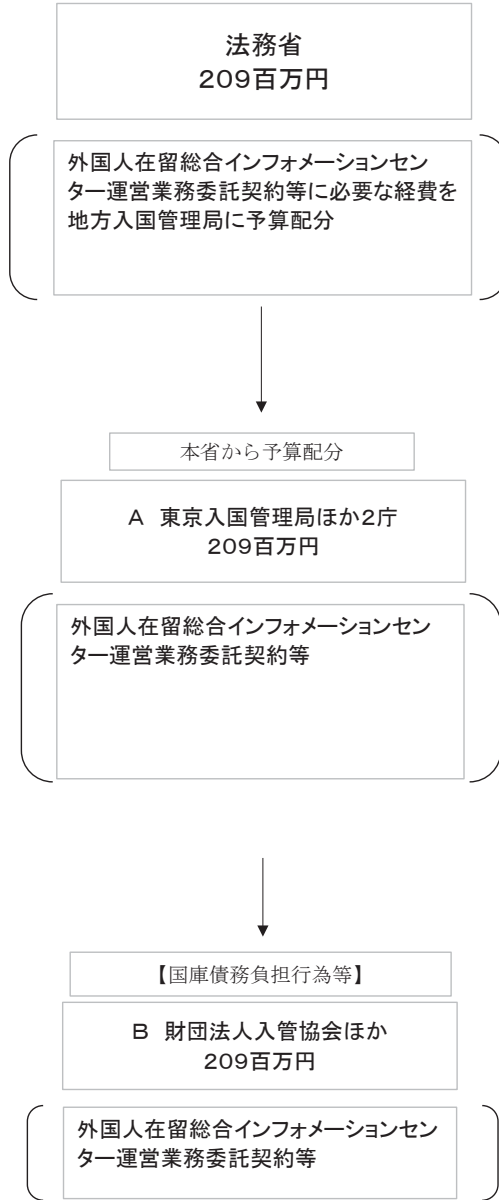 法務省
209百万円
外国人在留総合インフォメーションセン
ター運営業務委託契約等に必要な経費を
地方入国管理局に予算配分
本省から予算配分
A 東京入国管理局ほか2庁
209百万円
外国人在留総合インフォメーションセン
ター運営業務委託契約等
【国庫債務負担行為等】
B 財団法人入管協会ほか
209百万円
外国人在留総合インフォメーションセン
ター運営業務委託契約等